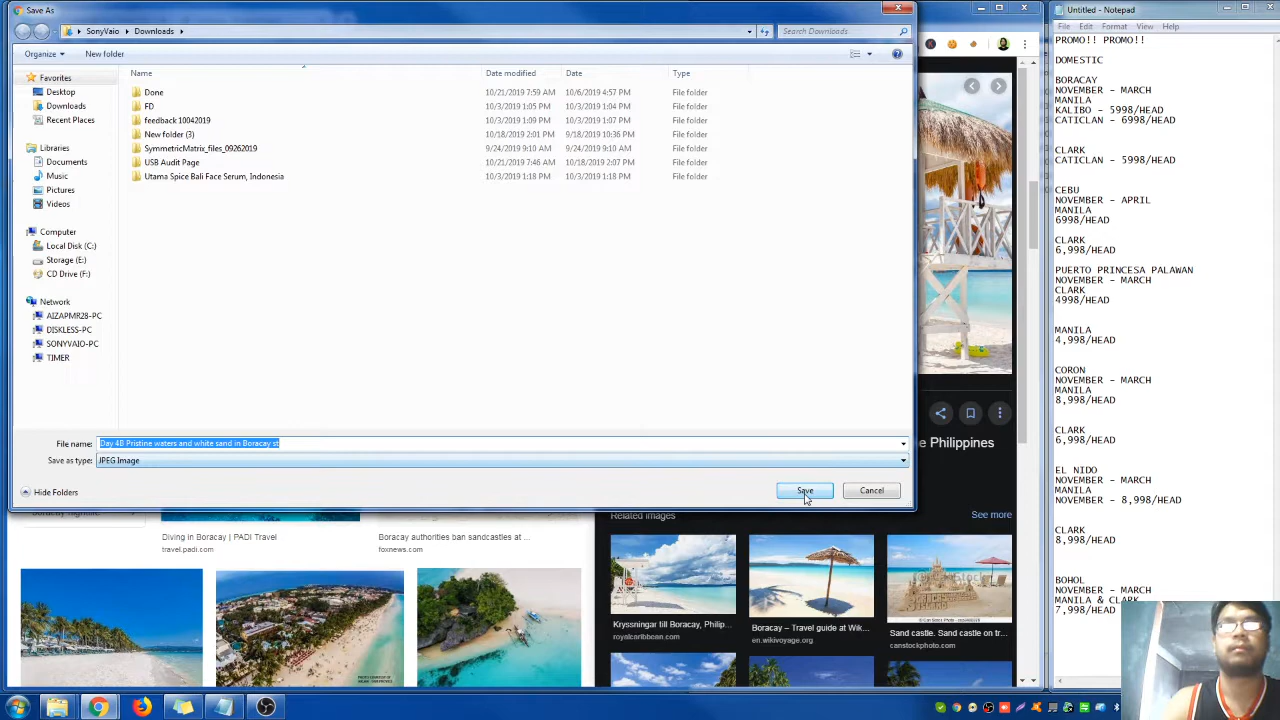 Save As
SonyVaio
Downloads
Search Downloads
Organize
New folder
Favorites
Desktop
Downloads
Recent Places
Libraries
Documents
Music
Pictures
Videos
Computer
Local Disk (C:)
Storage (E:)
CD Drive (F:)
Network
AIZAPMR28-PC
DISKLESS-PC
SONYVAIO-PC
TIMER
Name Date modified Date Type
Done 10/21/2019 7:59 AM 10/6/2019 4:57 PM File folder
FD 10/3/2019 1:05 PM 10/3/2019 1:04 PM File folder
feedback 10042019 10/3/2019 1:09 PM 10/3/2019 1:07 PM File folder
New folder (3) 10/18/2019 2:01 PM 9/18/2019 10:36 PM File folder
SymmetricMatrix_files_09262019 9/24/2019 9:10 AM 9/24/2019 9:10 AM File folder
USB Audit Page 10/21/2019 7:46 AM 10/18/2019 2:07 PM File folder
Utama Spice Bali Face Serum, Indonesia 10/3/2019 1:18 PM 10/3/2019 1:18 PM File folder
File name: Day 4B Pristine waters and white sand in Boracay st
Save as type: JPEG Image
Hide Folders
Save
Cancel
Diving in Boracay | PADI Travel
travel.padi.com
Boracay authorities ban sandcastles at ...
foxnews.com
e Philippines
Related images
See more
Kryssningar till Boracay, Philip...
royalcaribbean.com
Boracay – Travel guide at Wik...
en.wikivoyage.org
Sand castle. Sand castle on tr...
canstockphoto.com
Untitled - Notepad
File Edit Format View Help
PROMO!! PROMO!!
DOMESTIC
BORACAY
NOVEMBER - MARCH
MANILA
KALIBO - 5998/HEAD
CATICLAN - 6998/HEAD
CLARK
CATICLAN - 5998/HEAD
CEBU
NOVEMBER - APRIL
MANILA
6998/HEAD
CLARK
6,998/HEAD
PUERTO PRINCESA PALAWAN
NOVEMBER - MARCH
CLARK
4998/HEAD
MANILA
4,998/HEAD
CORON
NOVEMBER - MARCH
MANILA
8,998/HEAD
CLARK
6,998/HEAD
EL NIDO
NOVEMBER - MARCH
MANILA
NOVEMBER - 8,998/HEAD
CLARK
8,998/HEAD
BOHOL
NOVEMBER - MARCH
MANILA & CLARK
7,998/HEAD